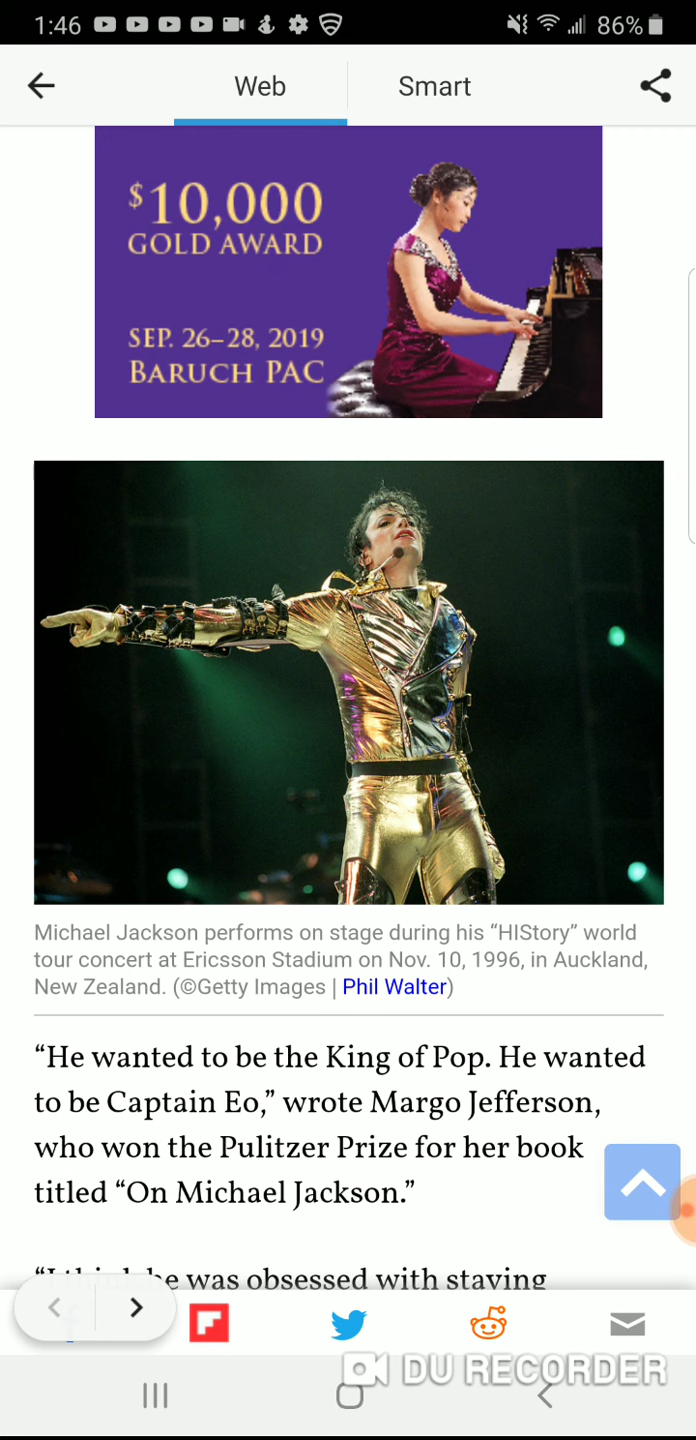 1:46
86%
Web
Smart
$10,000
GOLD AWARD
SEP. 26–28, 2019
BARUCH PAC
Michael Jackson performs on stage during his “HIStory” world
tour concert at Ericsson Stadium on Nov. 10, 1996, in Auckland,
New Zealand. (©Getty Images | Phil Walter)
“He wanted to be the King of Pop. He wanted
to be Captain Eo,” wrote Margo Jefferson,
who won the Pulitzer Prize for her book
titled “On Michael Jackson.”
“I think he was obsessed with staying
DU RECORDER